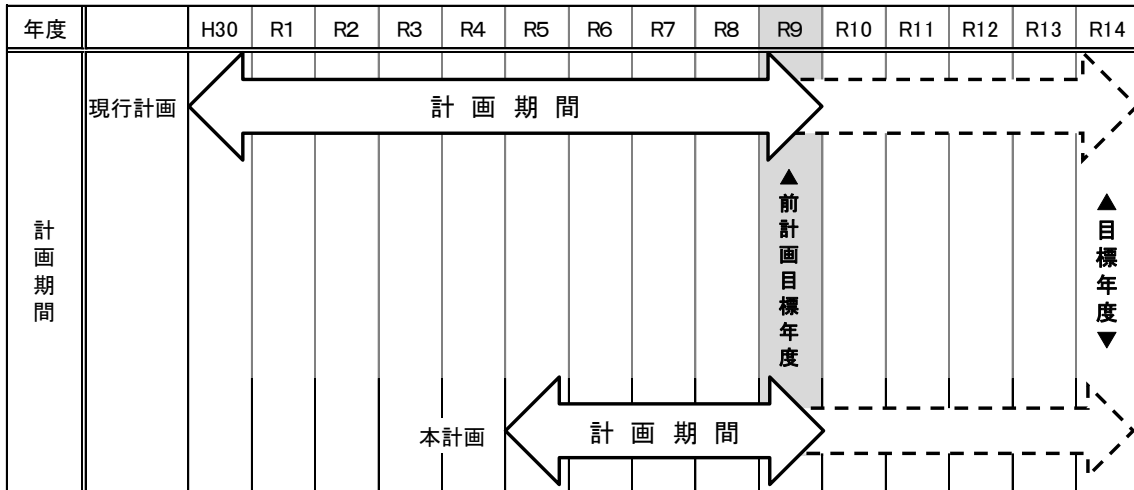 年度 H30 R1 R2 R3 R4 R5 R6 R7 R8 R9 R10 R11 R12 R13 R14
計画期間
現行計画
計画期間
▲前計画目標年度
▲目標年度▼
本計画
計画期間